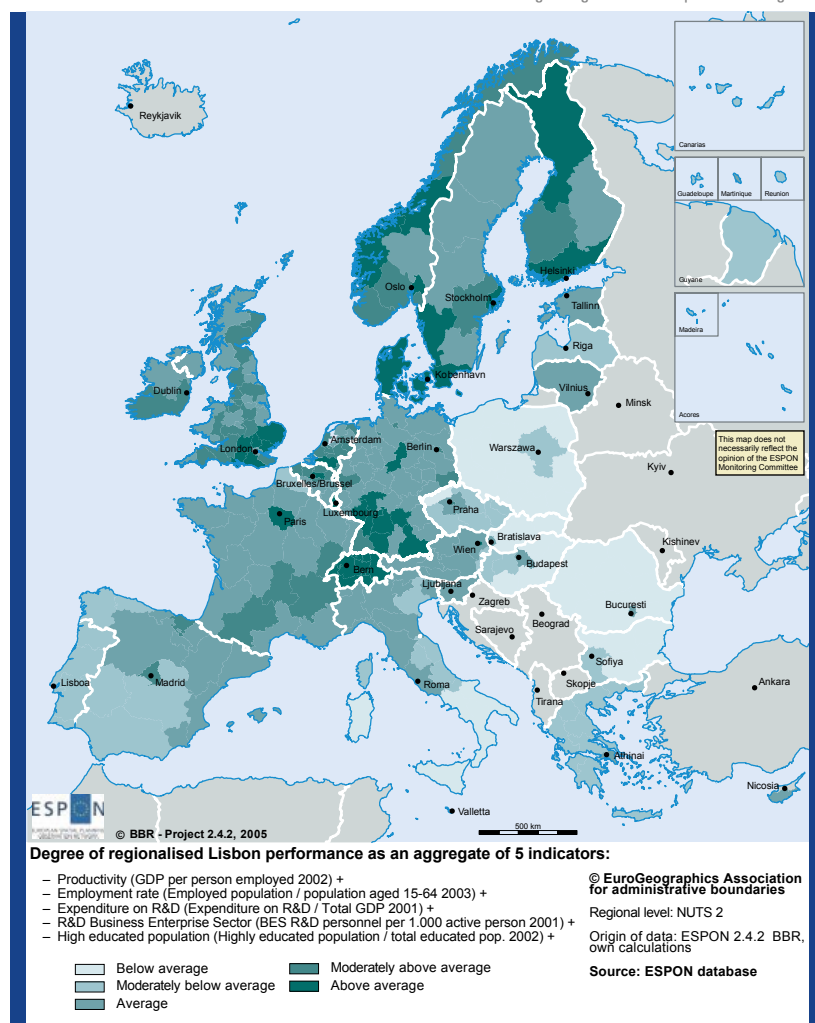 Reykjavik
Canarias
Guadeloupe
Martinique
Reunion
Guyane
Madeira
Acores
This map does not
necessarily reflect the
opinion of the ESPON
Monitoring Committee
Helsinki
Oslo
Stockholm
Tallinn
Riga
Dublin
København
Vilnius
Minsk
London
Amsterdam
Berlin
Warszawa
Kyiv
Bruxelles/Brussel
Luxembourg
Praha
Paris
Kishinev
Wien
Bratislava
Budapest
Bern
Ljubljana
Zagreb
Bucuresti
Beograd
Sarajevo
Sofiya
Lisboa
Madrid
Roma
Skopje
Tirana
Ankara
Athinai
Nicosia
Valletta
ESPON
© BBR - Project 2.4.2, 2005
500 km
Degree of regionalised Lisbon performance as an aggregate of 5 indicators:
– Productivity (GDP per person employed 2002) +
– Employment rate (Employed population / population aged 15-64 2003) +
– Expenditure on R&D (Expenditure on R&D / Total GDP 2001) +
– R&D Business Enterprise Sector (BES R&D personnel per 1.000 active person 2001) +
– High educated population (Highly educated population / total educated pop. 2002) +
© EuroGeographics Association
for administrative boundaries
Regional level: NUTS 2
Origin of data: ESPON 2.4.2 BBR,
own calculations
Source: ESPON database
Below average
Moderately below average
Average
Moderately above average
Above average